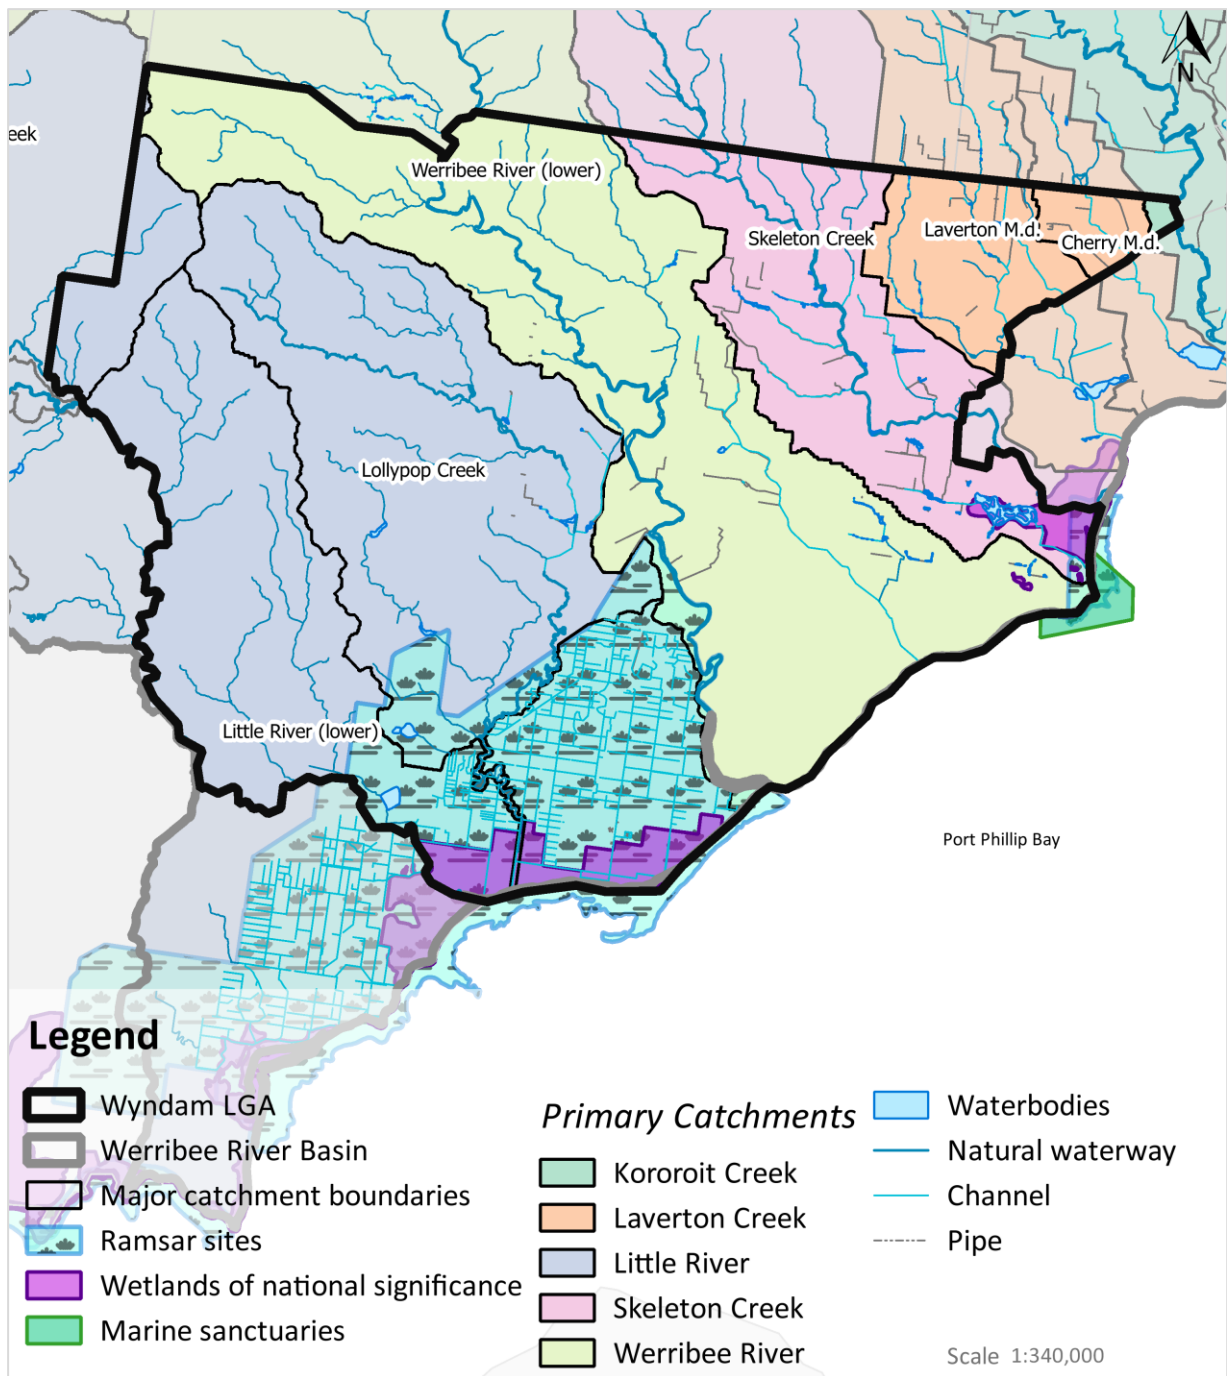 N
eek
Werribee River (lower)
Skeleton Creek
Laverton M.d.
Cherry M.d.
Lollypop Creek
Little River (lower)
Port Phillip Bay
Legend
Wyndam LGA
Werribee River Basin
Major catchment boundaries
Ramsar sites
Wetlands of national significance
Marine sanctuaries
Primary Catchments
Kororoit Creek
Laverton Creek
Little River
Skeleton Creek
Werribee River
Waterbodies
Natural waterway
Channel
Pipe
Scale 1:340,000